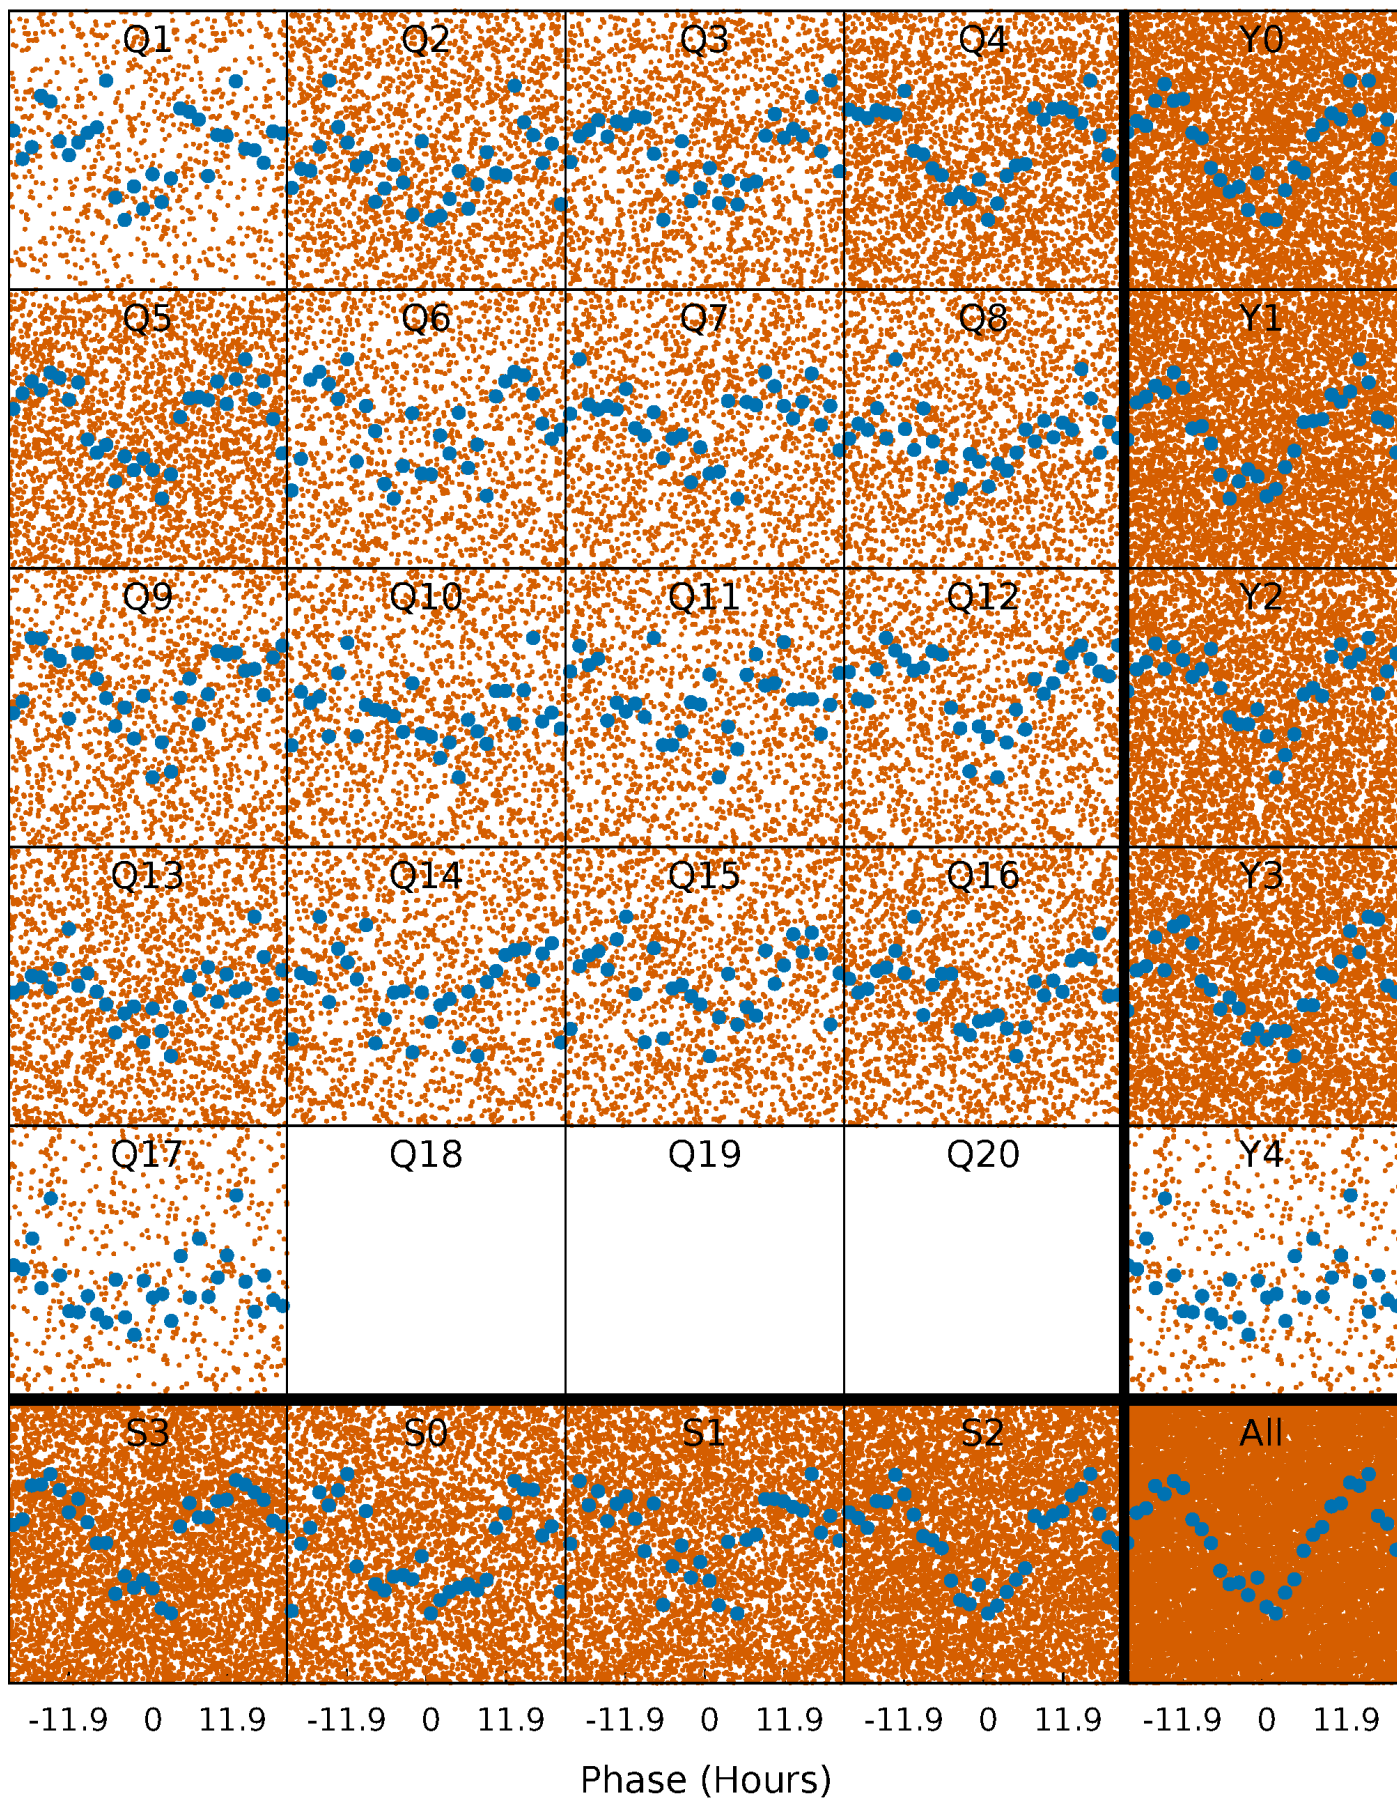 Q1 Q2 Q3 Q4 Y0
Q5 Q6 Q7 Q8 Y1
Q9 Q10 Q11 Q12 Y2
Q13 Q14 Q15 Q16 Y3
Q17 Q18 Q19 Q20 Y4
S3 S0 S1 S2 All
-11.9 0 11.9 -11.9 0 11.9 -11.9 0 11.9 -11.9 0 11.9 -11.9 0 11.9
Phase (Hours)